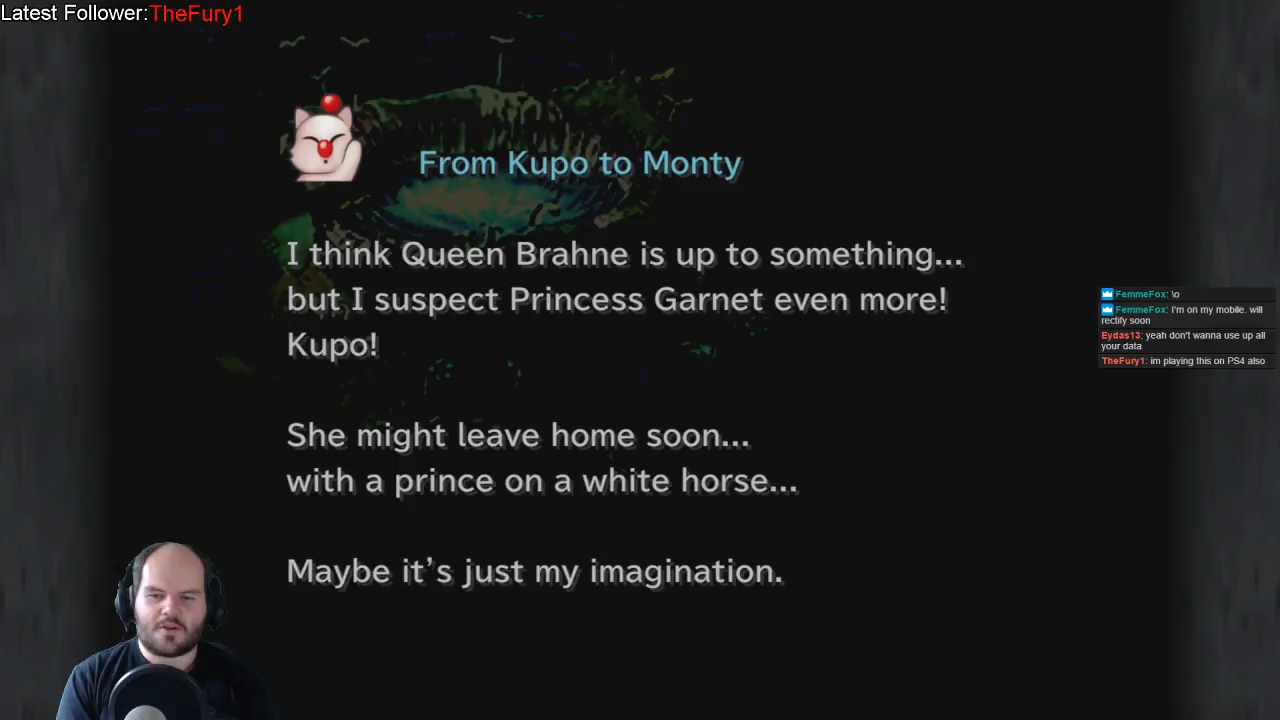 Latest Follower:TheFury1
From Kupo to Monty
I think Queen Brahne is up to something...
but I suspect Princess Garnet even more!
Kupo!
She might leave home soon...
with a prince on a white horse...
Maybe it's just my imagination.
FemmeFox: \o
FemmeFox: I'm on my mobile. will
rectify soon
Eydas13: yeah don't wanna use up all
your data
TheFury1: im playing this on PS4 also